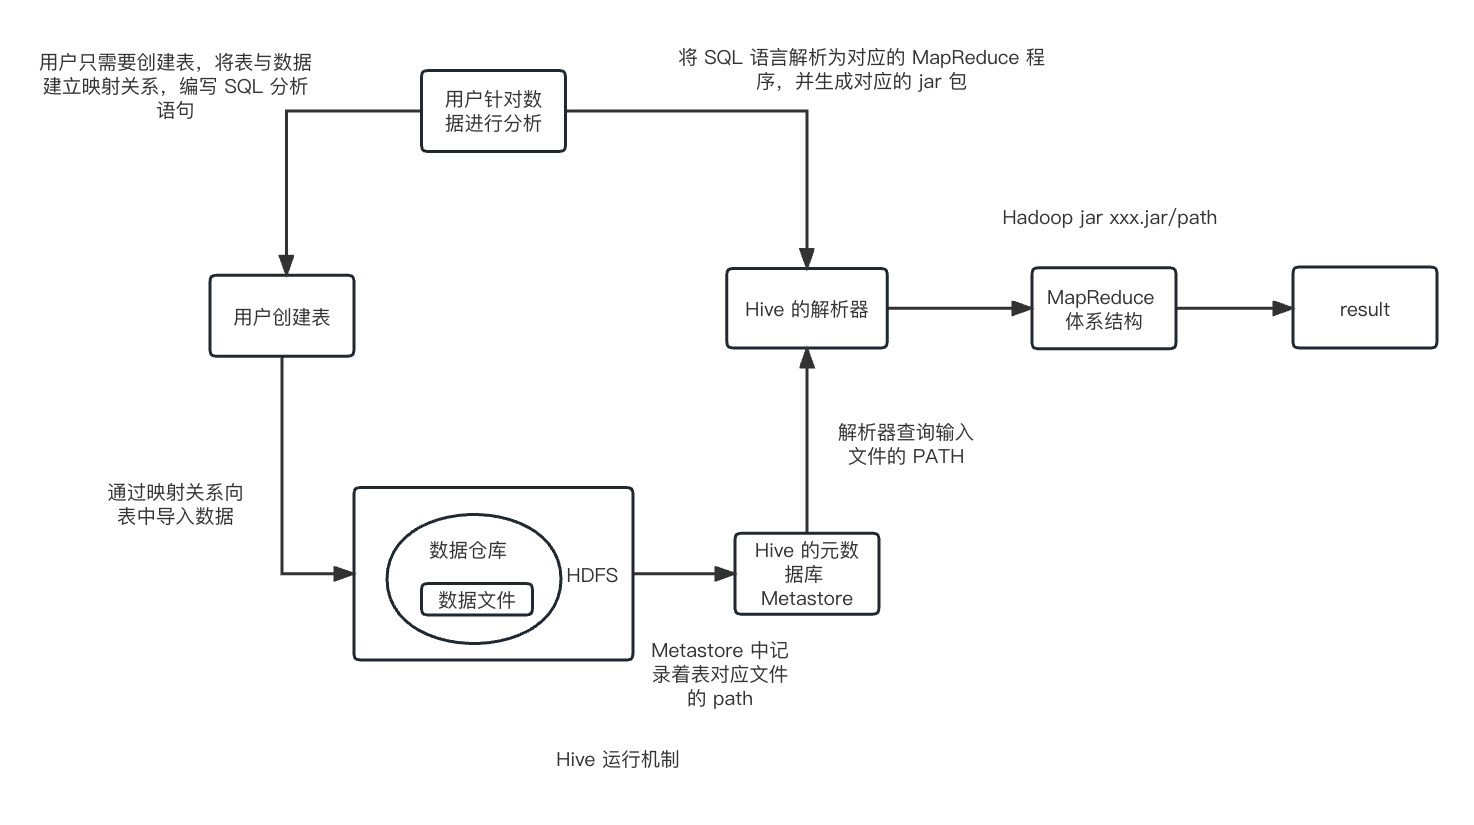 用户只需要创建表，将表与数据
建立映射关系，编写 SQL 分析
语句
用户针对数
据进行分析
将 SQL 语言解析为对应的 MapReduce 程
序，并生成对应的 jar 包
Hadoop jar xxx.jar/path
用户创建表
Hive 的解析器
MapReduce
体系结构
result
解析器查询输入
文件的 PATH
通过映射关系向
表中导入数据
数据仓库
HDFS
数据文件
Hive 的元数
据库
Metastore
Metastore 中记
录着表对应文件
的 path
Hive 运行机制